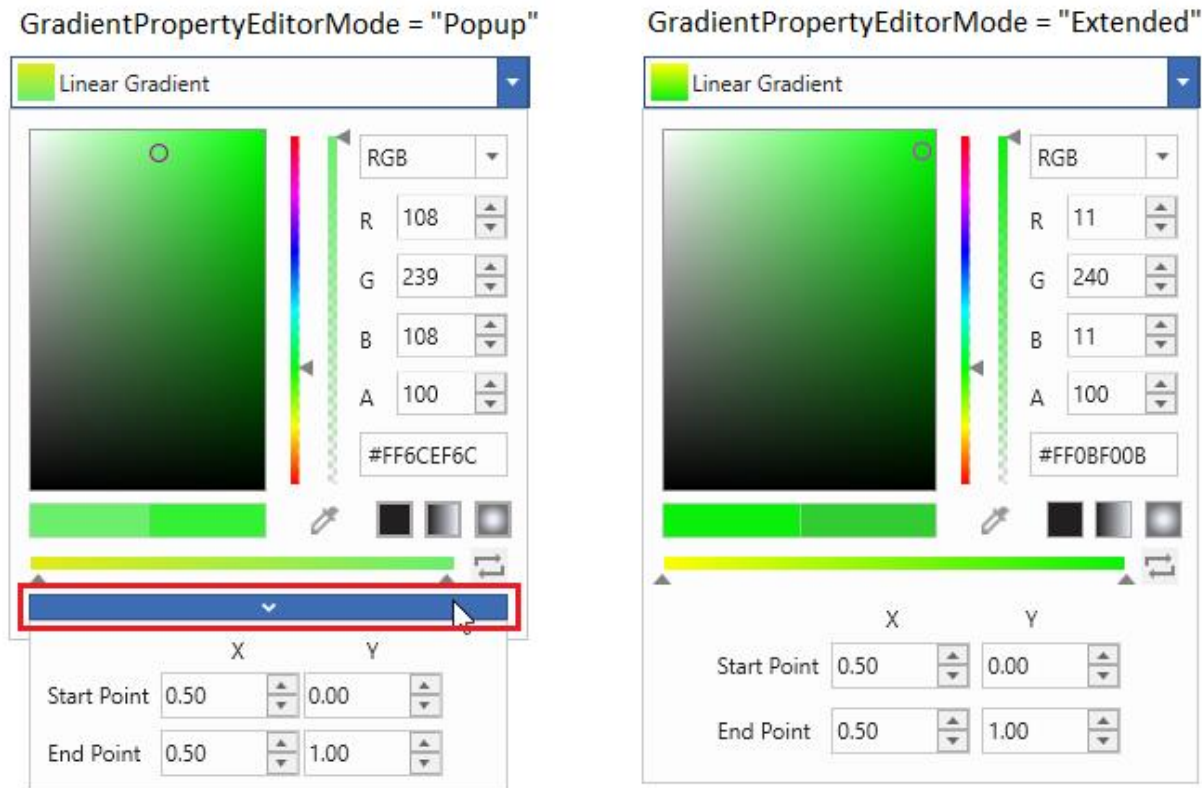 GradientPropertyEditorMode = "Popup"
Linear Gradient
RGB
R 108
G 239
B 108
A 100
#FF6CEF6C
X Y
Start Point 0.50 0.00
End Point 0.50 1.00
GradientPropertyEditorMode = "Extended"
Linear Gradient
RGB
R 11
G 240
B 11
A 100
#FF0BF00B
X Y
Start Point 0.50 0.00
End Point 0.50 1.00